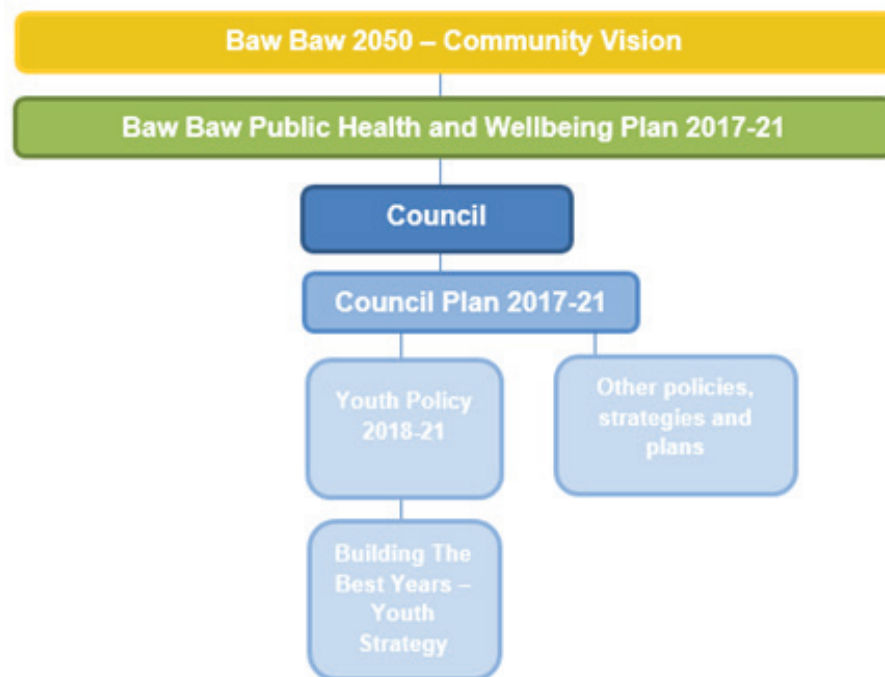 Baw Baw 2050 – Community Vision
Baw Baw Public Health and Wellbeing Plan 2017-21
Council
Council Plan 2017-21
Youth Policy
2018-21
Other policies,
strategies and
plans
Building The
Best Years –
Youth
Strategy